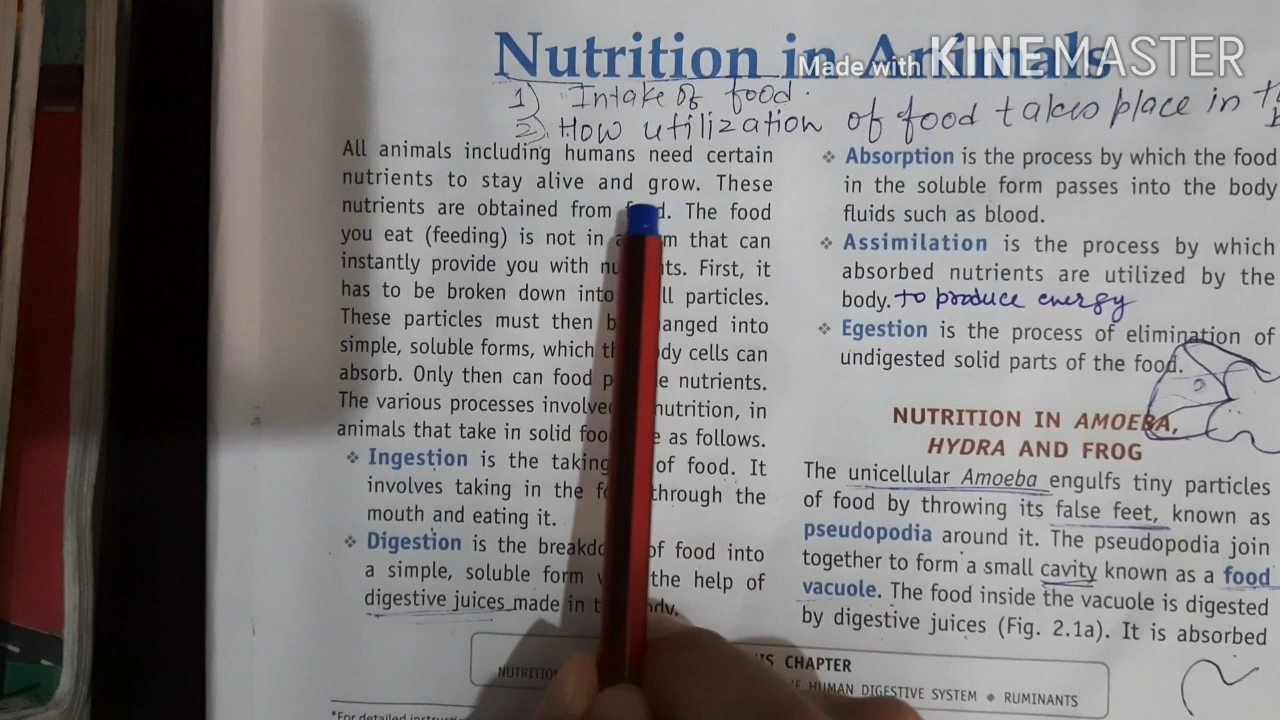 Nutrition in Animals
Made with KINEMASTER
1) Intake of food.
2) How utilization of food takes place in
All animals including humans need certain
nutrients to stay alive and grow. These
nutrients are obtained from The food
you eat (feeding) is not in that can
instantly provide you with First, it
has to be broken down into particles.
These particles must then into
simple, soluble forms, which cells can
absorb. Only then can food nutrients.
The various processes involved nutrition, in
animals that take in solid as follows.
❖ Ingestion is the taking of food. It
involves taking in the through the
mouth and eating it.
❖ Digestion is the of food into
a simple, soluble form the help of
digestive juices made in
❖ Absorption is the process by which the food
in the soluble form passes into the body
fluids such as blood.
❖ Assimilation is the process by which
absorbed nutrients are utilized by the
body. to produce energy
❖ Egestion is the process of elimination of
undigested solid parts of the food.
NUTRITION IN AMOEBA,
HYDRA AND FROG
The unicellular Amoeba engulfs tiny particles
of food by throwing its false feet, known as
pseudopodia around it. The pseudopodia join
together to form a small cavity known as a food
vacuole. The food inside the vacuole is digested
by digestive juices (Fig. 2.1a). It is absorbed
CHAPTER
HUMAN DIGESTIVE SYSTEM ◆ RUMINANTS
*For detailed